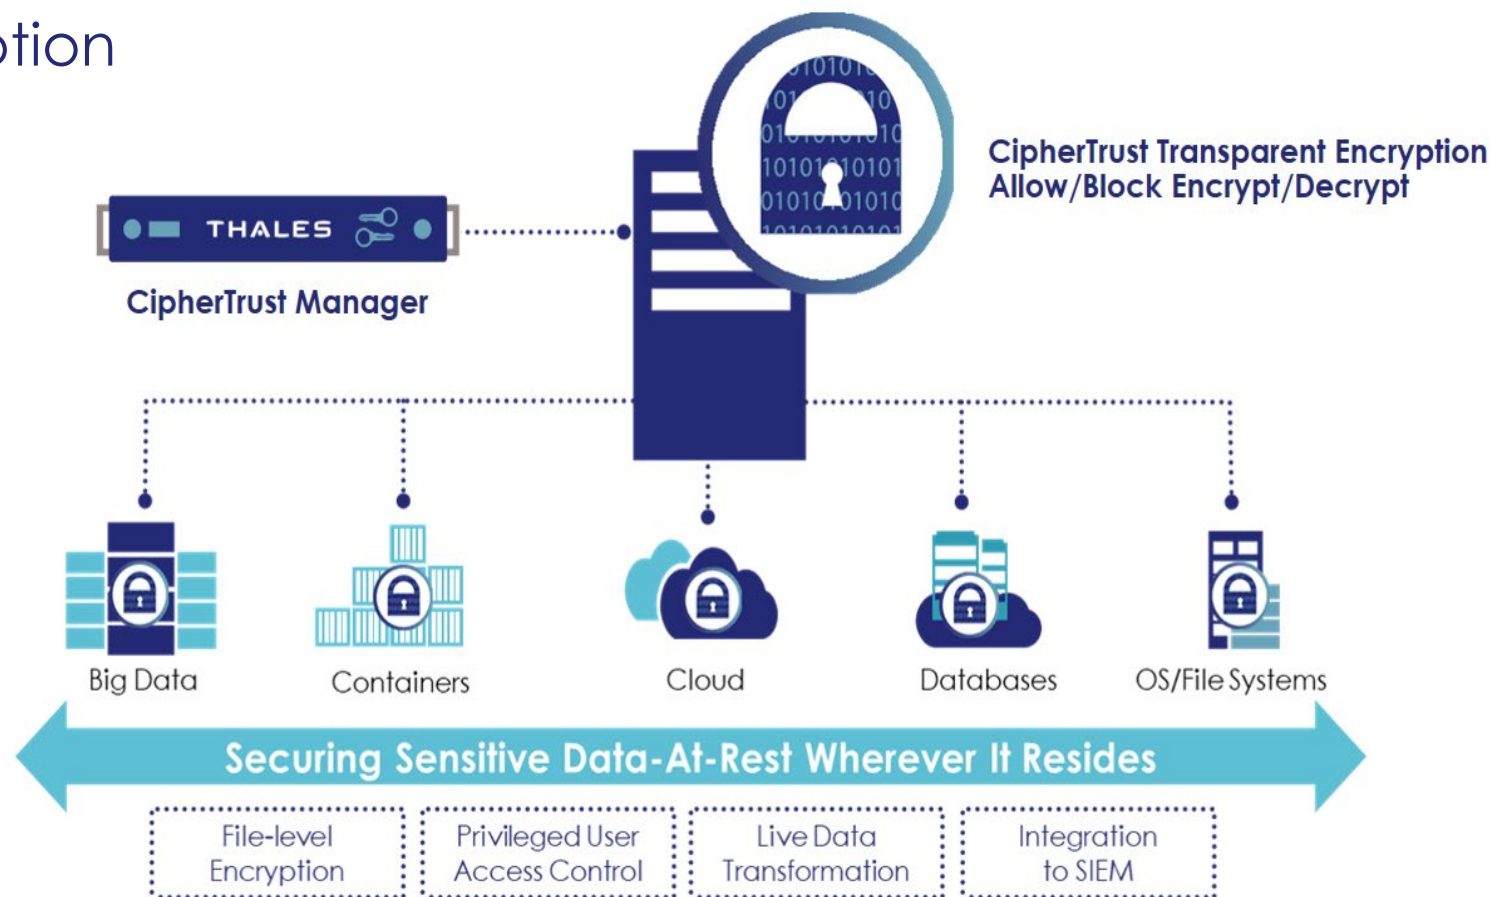 ption
CipherTrust Transparent Encryption
Allow/Block Encrypt/Decrypt
THALES
CipherTrust Manager
Big Data
Containers
Cloud
Databases
OS/File Systems
Securing Sensitive Data-At-Rest Wherever It Resides
File-level
Encryption
Privileged User
Access Control
Live Data
Transformation
Integration
to SIEM